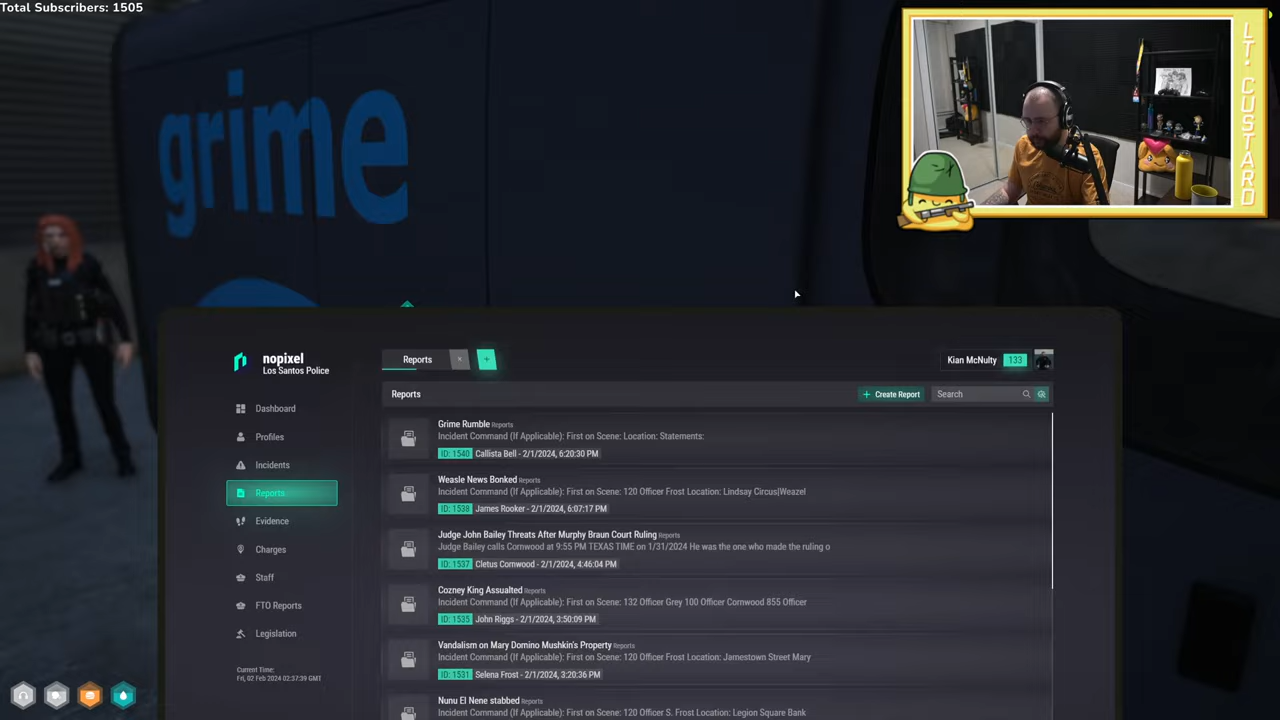 Total Subscribers: 1505
LT. CUSTARD
grime
nopixel
Los Santos Police
Reports
Kian McNulty 133
Reports
Create Report
Search
Dashboard
Profiles
Incidents
Reports
Evidence
Charges
Staff
FTO Reports
Legislation
Current Time:
Fri, 02 Feb 2024 02:37:39 GMT
Grime Rumble Reports
Incident Command (If Applicable): First on Scene: Location: Statements:
ID: 1540 Callista Bell - 2/1/2024, 6:20:30 PM
Weasle News Bonked Reports
Incident Command (If Applicable): First on Scene: 120 Officer Frost Location: Lindsay Circus|Weazel
ID: 1538 James Rooker - 2/1/2024, 6:07:17 PM
Judge John Bailey Threats After Murphy Braun Court Ruling Reports
Judge Bailey calls Cornwood at 9:55 PM TEXAS TIME on 1/31/2024 He was the one who made the ruling o
ID: 1537 Cletus Cornwood - 2/1/2024, 4:46:04 PM
Cozney King Assualted Reports
Incident Command (If Applicable): First on Scene: 132 Officer Grey 100 Officer Cornwood 855 Officer
ID: 1535 John Riggs - 2/1/2024, 3:50:09 PM
Vandalism on Mary Domino Mushkin's Property Reports
Incident Command (If Applicable): First on Scene: 120 Officer Frost Location: Jamestown Street Mary
ID: 1531 Selena Frost - 2/1/2024, 3:20:36 PM
Nunu El Nene stabbed Reports
Incident Command (If Applicable): First on Scene: 120 Officer S. Frost Location: Legion Square Bank